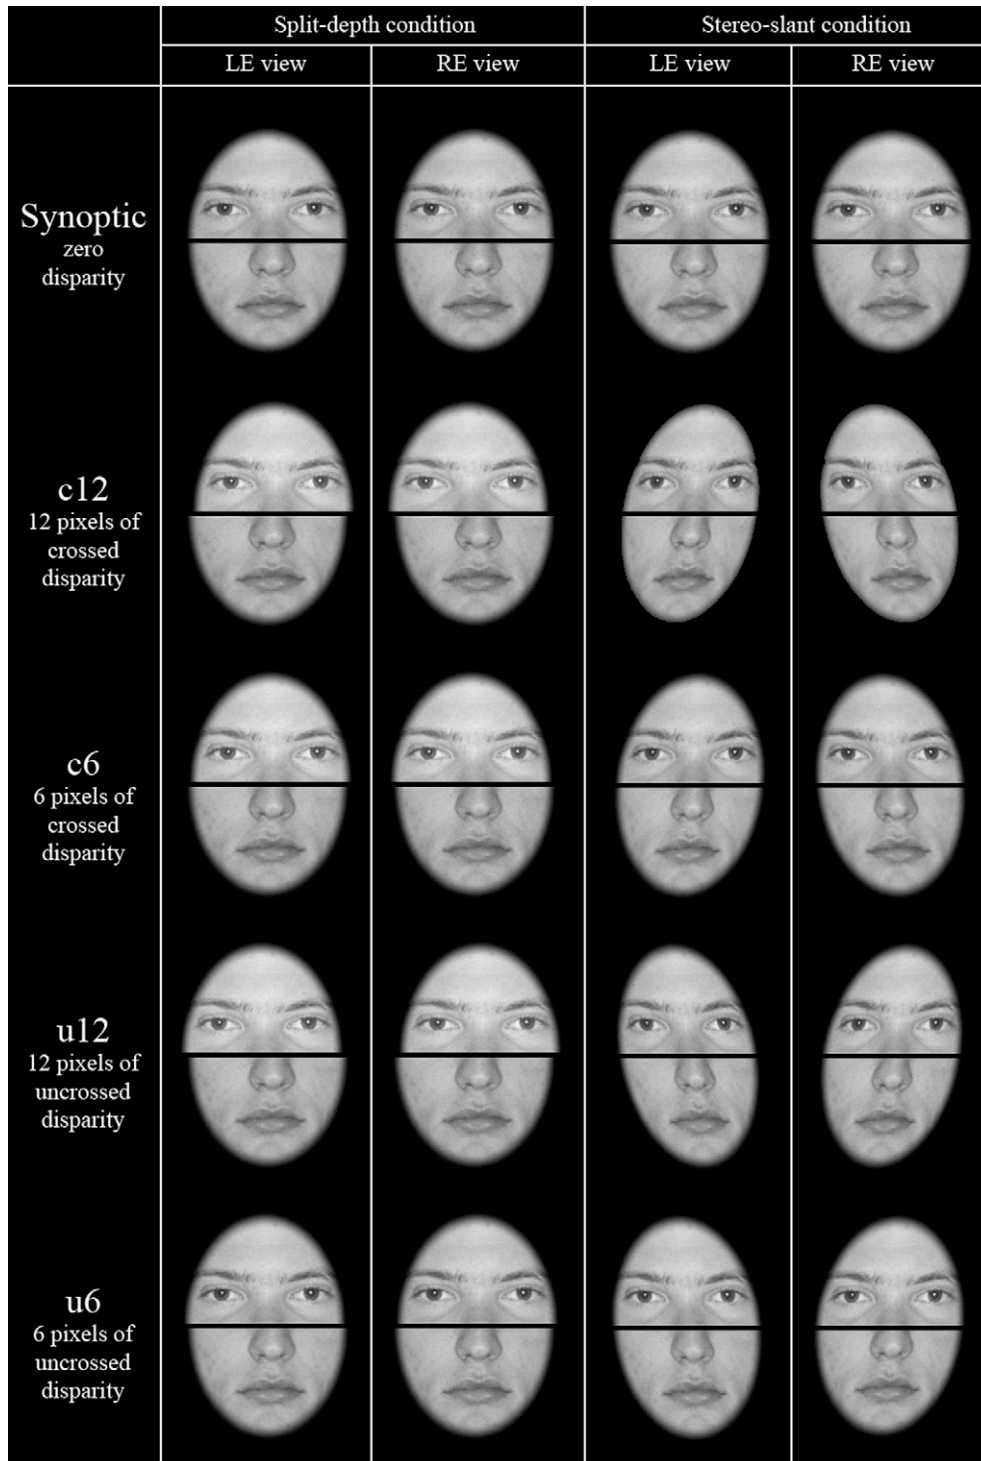 Split-depth condition
Stereo-slant condition
LE view
RE view
LE view
RE view
Synoptic
zero
disparity
c12
12 pixels of
crossed
disparity
c6
6 pixels of
crossed
disparity
u12
12 pixels of
uncrossed
disparity
u6
6 pixels of
uncrossed
disparity